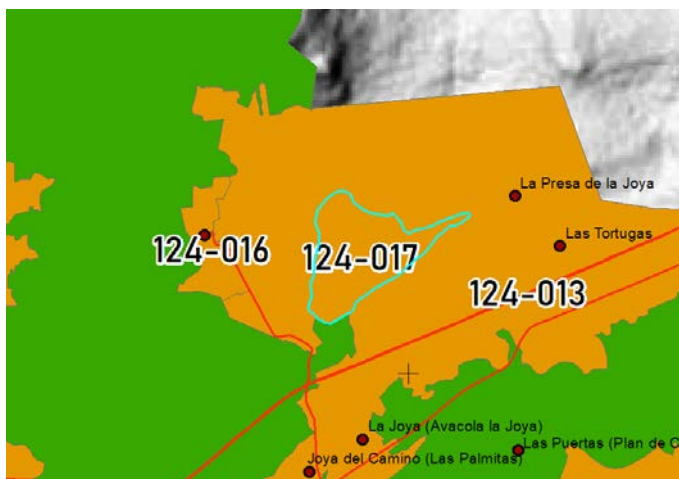 La Presa de la Joya
Las Tortugas
124-016
124-017
124-013
La Joya (Avacola la Joya)
Las Puertas (Plan de C
Joya del Camino (Las Palmitas)